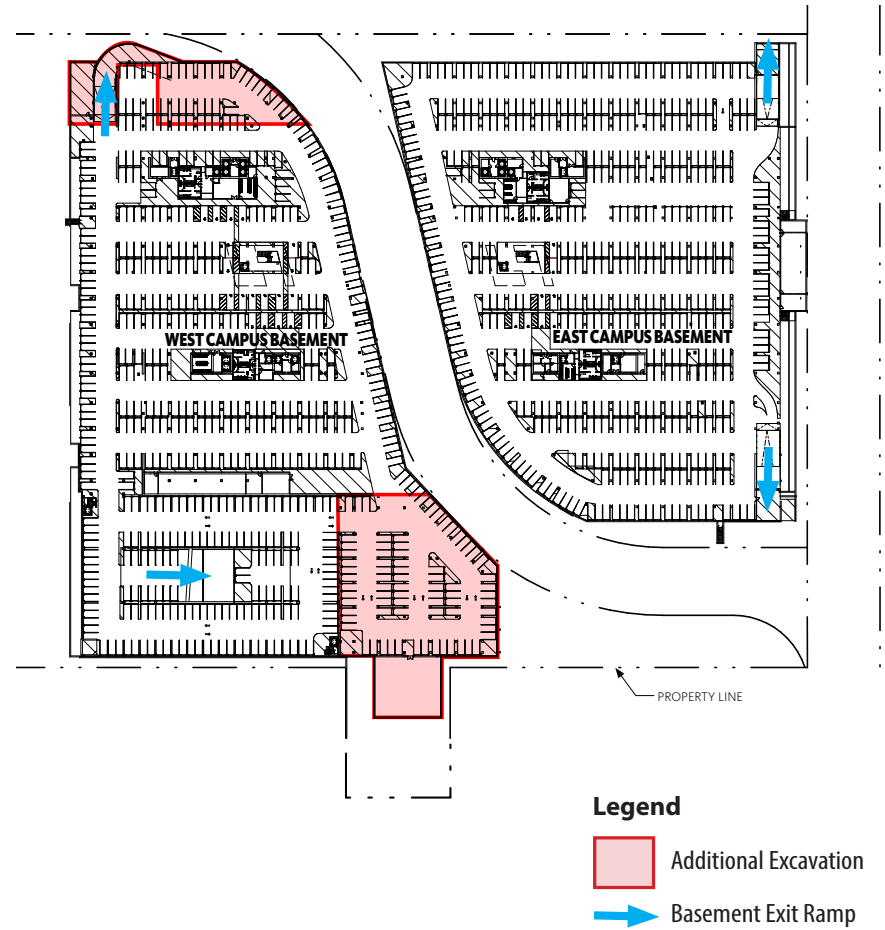 WEST CAMPUS BASEMENT
EAST CAMPUS BASEMENT
PROPERTY LINE
Legend
Additional Excavation
Basement Exit Ramp